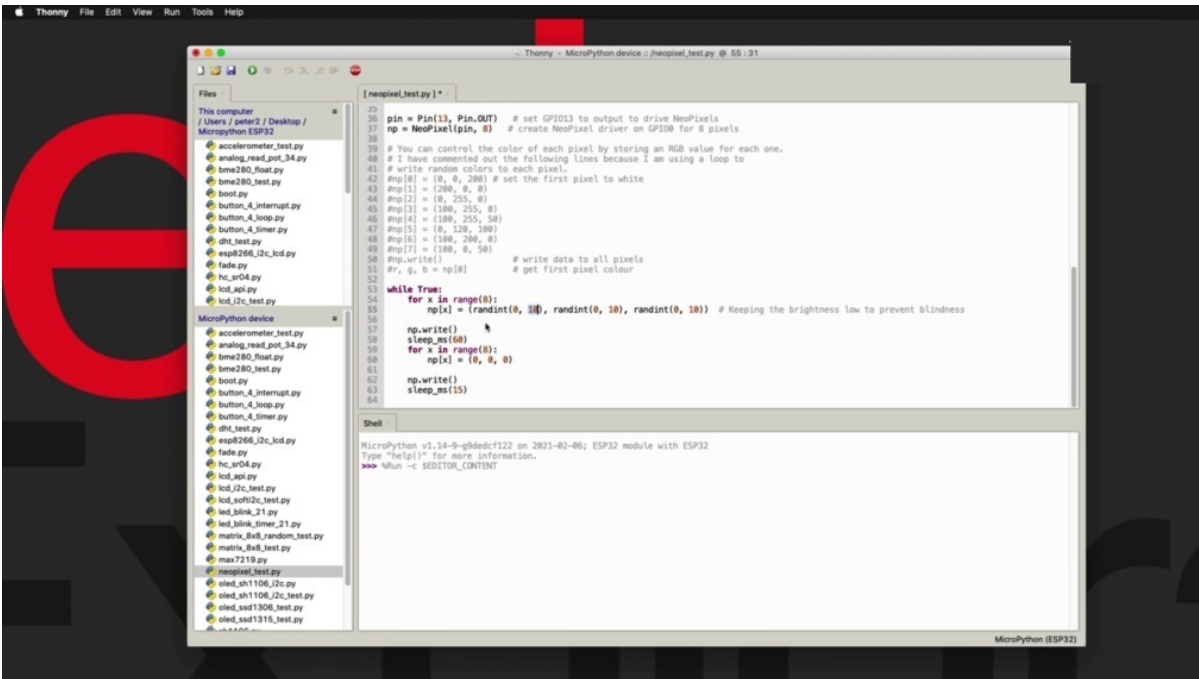 Thonny File Edit View Run Tools Help
Thonny - MicroPython device :: /neopixel_test.py @ 55 : 31
Files
This computer
/ Users / peter2 / Desktop /
Micropython ESP32
accelerometer_test.py
analog_read_pot_34.py
bme280_float.py
bme280_test.py
boot.py
button_4_interrupt.py
button_4_loop.py
button_4_timer.py
dht_test.py
esp8266_i2c_lcd.py
fade.py
hc_sr04.py
lcd_api.py
lcd_i2c_test.py
MicroPython device
accelerometer_test.py
analog_read_pot_34.py
bme280_float.py
bme280_test.py
boot.py
button_4_interrupt.py
button_4_loop.py
button_4_timer.py
dht_test.py
esp8266_i2c_lcd.py
fade.py
hc_sr04.py
lcd_api.py
lcd_i2c_test.py
lcd_softi2c_test.py
led_blink_21.py
led_blink_timer_21.py
matrix_8x8_random_test.py
matrix_8x8_test.py
max7219.py
neopixel_test.py
oled_sh1106_i2c.py
oled_sh1106_i2c_test.py
oled_ssd1306_test.py
oled_ssd1315_test.py
[ neopixel_test.py ] *
35
36 pin = Pin(13, Pin.OUT) # set GPIO13 to output to drive NeoPixels
37 np = NeoPixel(pin, 8) # create NeoPixel driver on GPIO0 for 8 pixels
38
39 # You can control the color of each pixel by storing an RGB value for each one.
40 # I have commented out the following lines because I am using a loop to
41 # write random colors to each pixel.
42 #np[0] = (0, 0, 200) # set the first pixel to white
43 #np[1] = (200, 0, 0)
44 #np[2] = (0, 255, 0)
45 #np[3] = (100, 255, 0)
46 #np[4] = (100, 255, 50)
47 #np[5] = (0, 120, 100)
48 #np[6] = (100, 200, 0)
49 #np[7] = (100, 0, 50)
50 #np.write() # write data to all pixels
51 #r, g, b = np[0] # get first pixel colour
52
53 while True:
54 for x in range(8):
55 np[x] = (randint(0, 10), randint(0, 10), randint(0, 10)) # Keeping the brightness low to prevent blindness
56
57 np.write()
58 sleep_ms(60)
59 for x in range(8):
60 np[x] = (0, 0, 0)
61
62 np.write()
63 sleep_ms(15)
64
Shell
MicroPython v1.14-9-g9dedcf122 on 2021-02-06; ESP32 module with ESP32
Type "help()" for more information.
>>> %Run -c $EDITOR_CONTENT
MicroPython (ESP32)